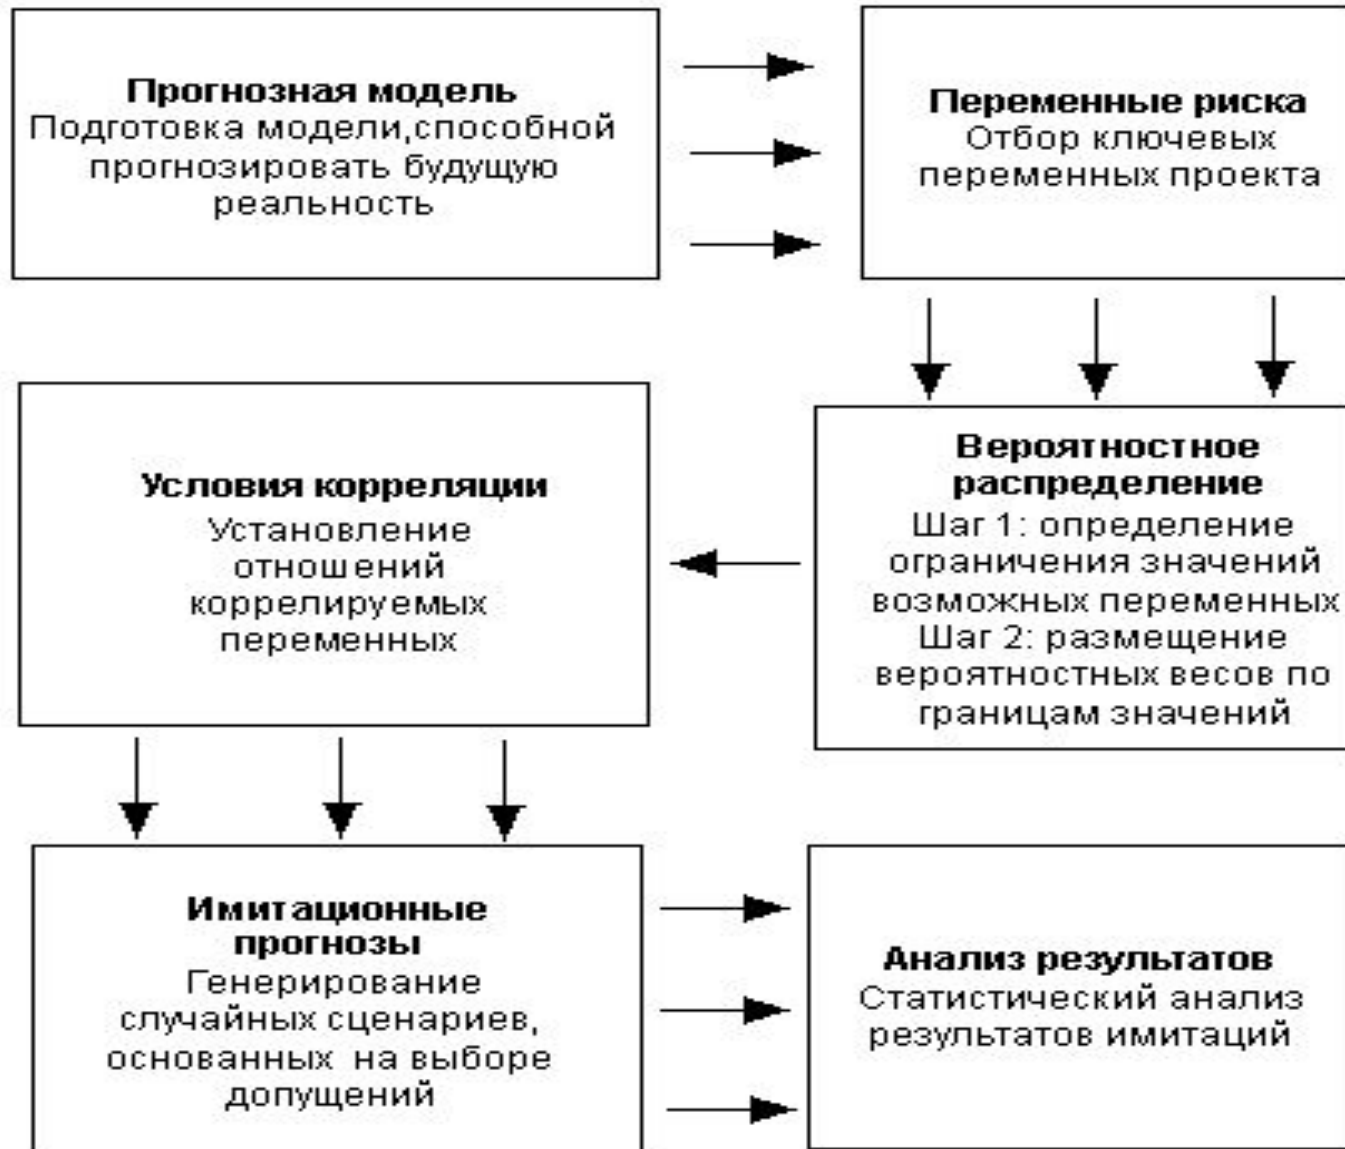 Прогнозная модель
Подготовка модели,способной
прогнозировать будущую
реальность
Переменные риска
Отбор ключевых
переменных проекта
Вероятностное
распределение
Шаг 1: определение
ограничения значений
возможных переменных
Шаг 2: размещение
вероятностных весов по
границам значений
Условия корреляции
Установление
отношений
коррелируемых
переменных
Имитационные
прогнозы
Генерирование
случайных сценариев,
основанных на выборе
допущений
Анализ результатов
Статистический анализ
результатов имитаций